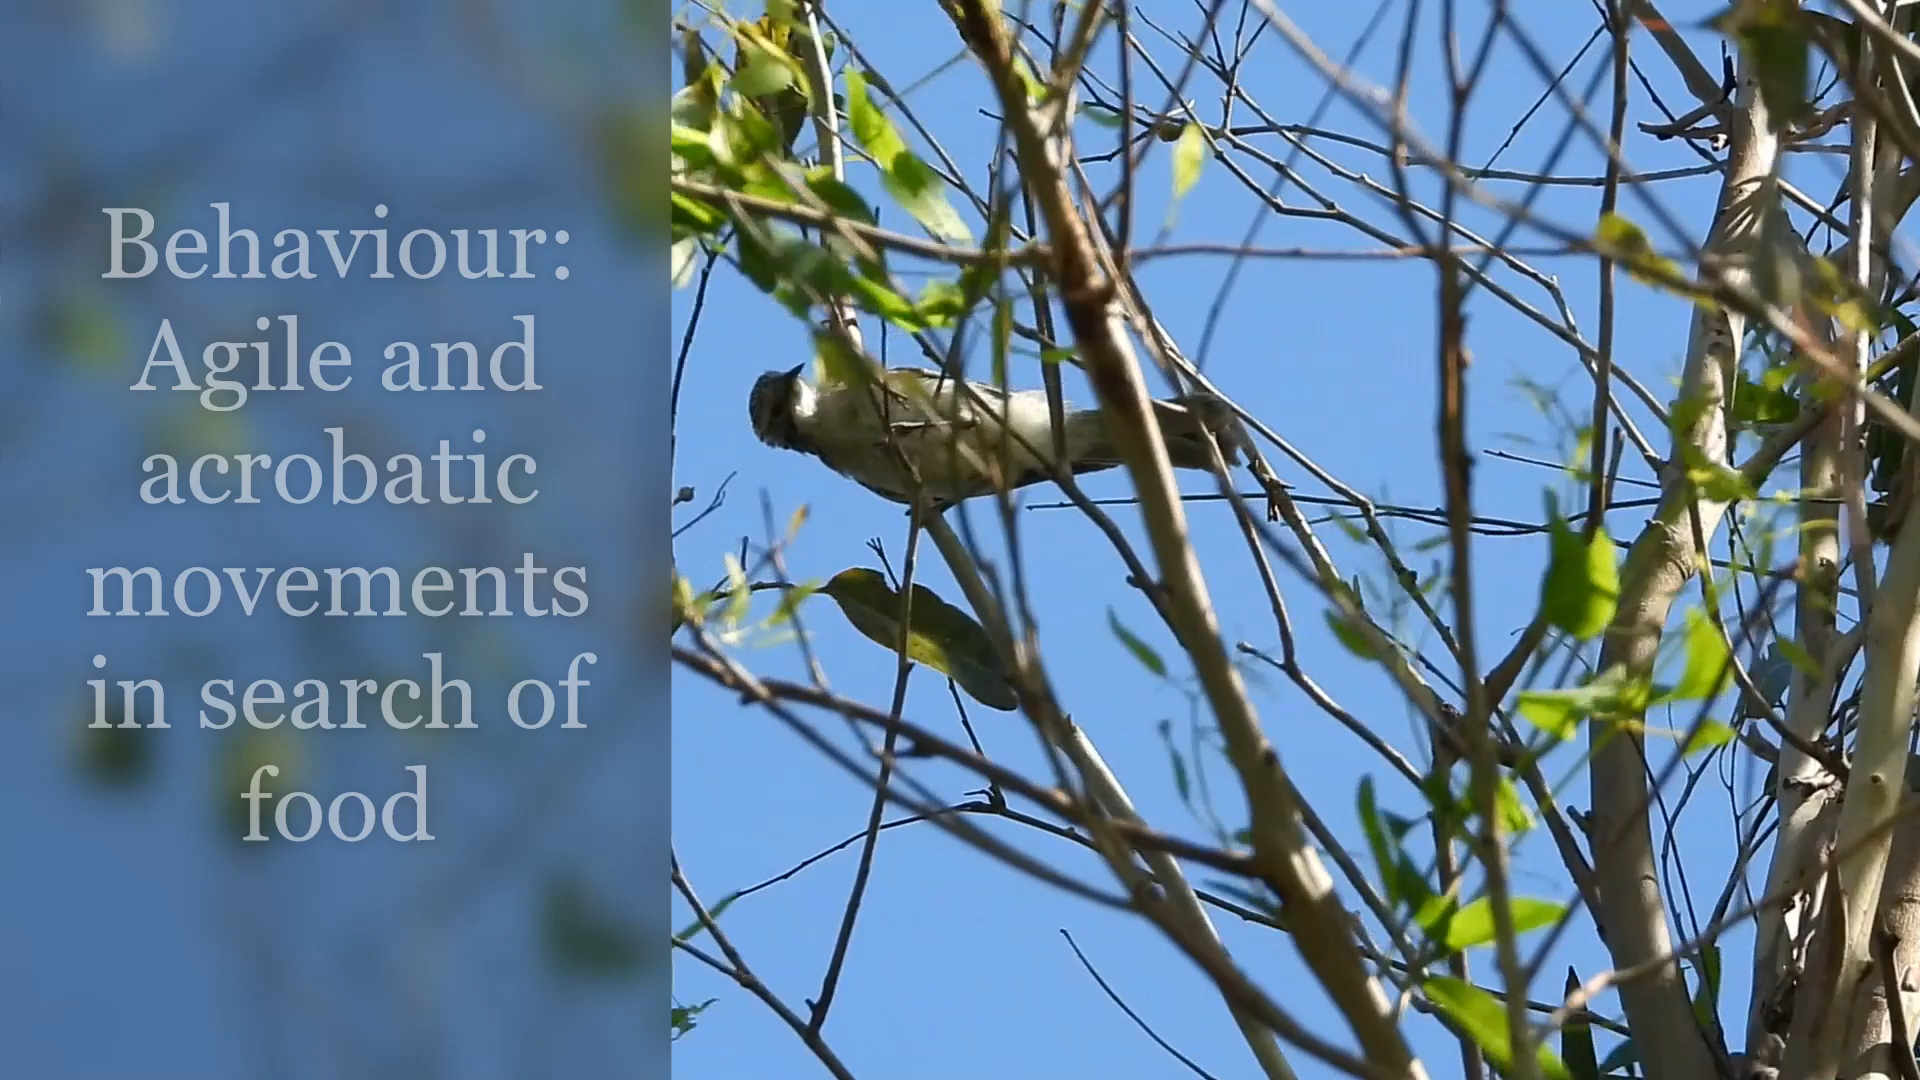 Behaviour:
Agile and
acrobatic
movements
in search of
food